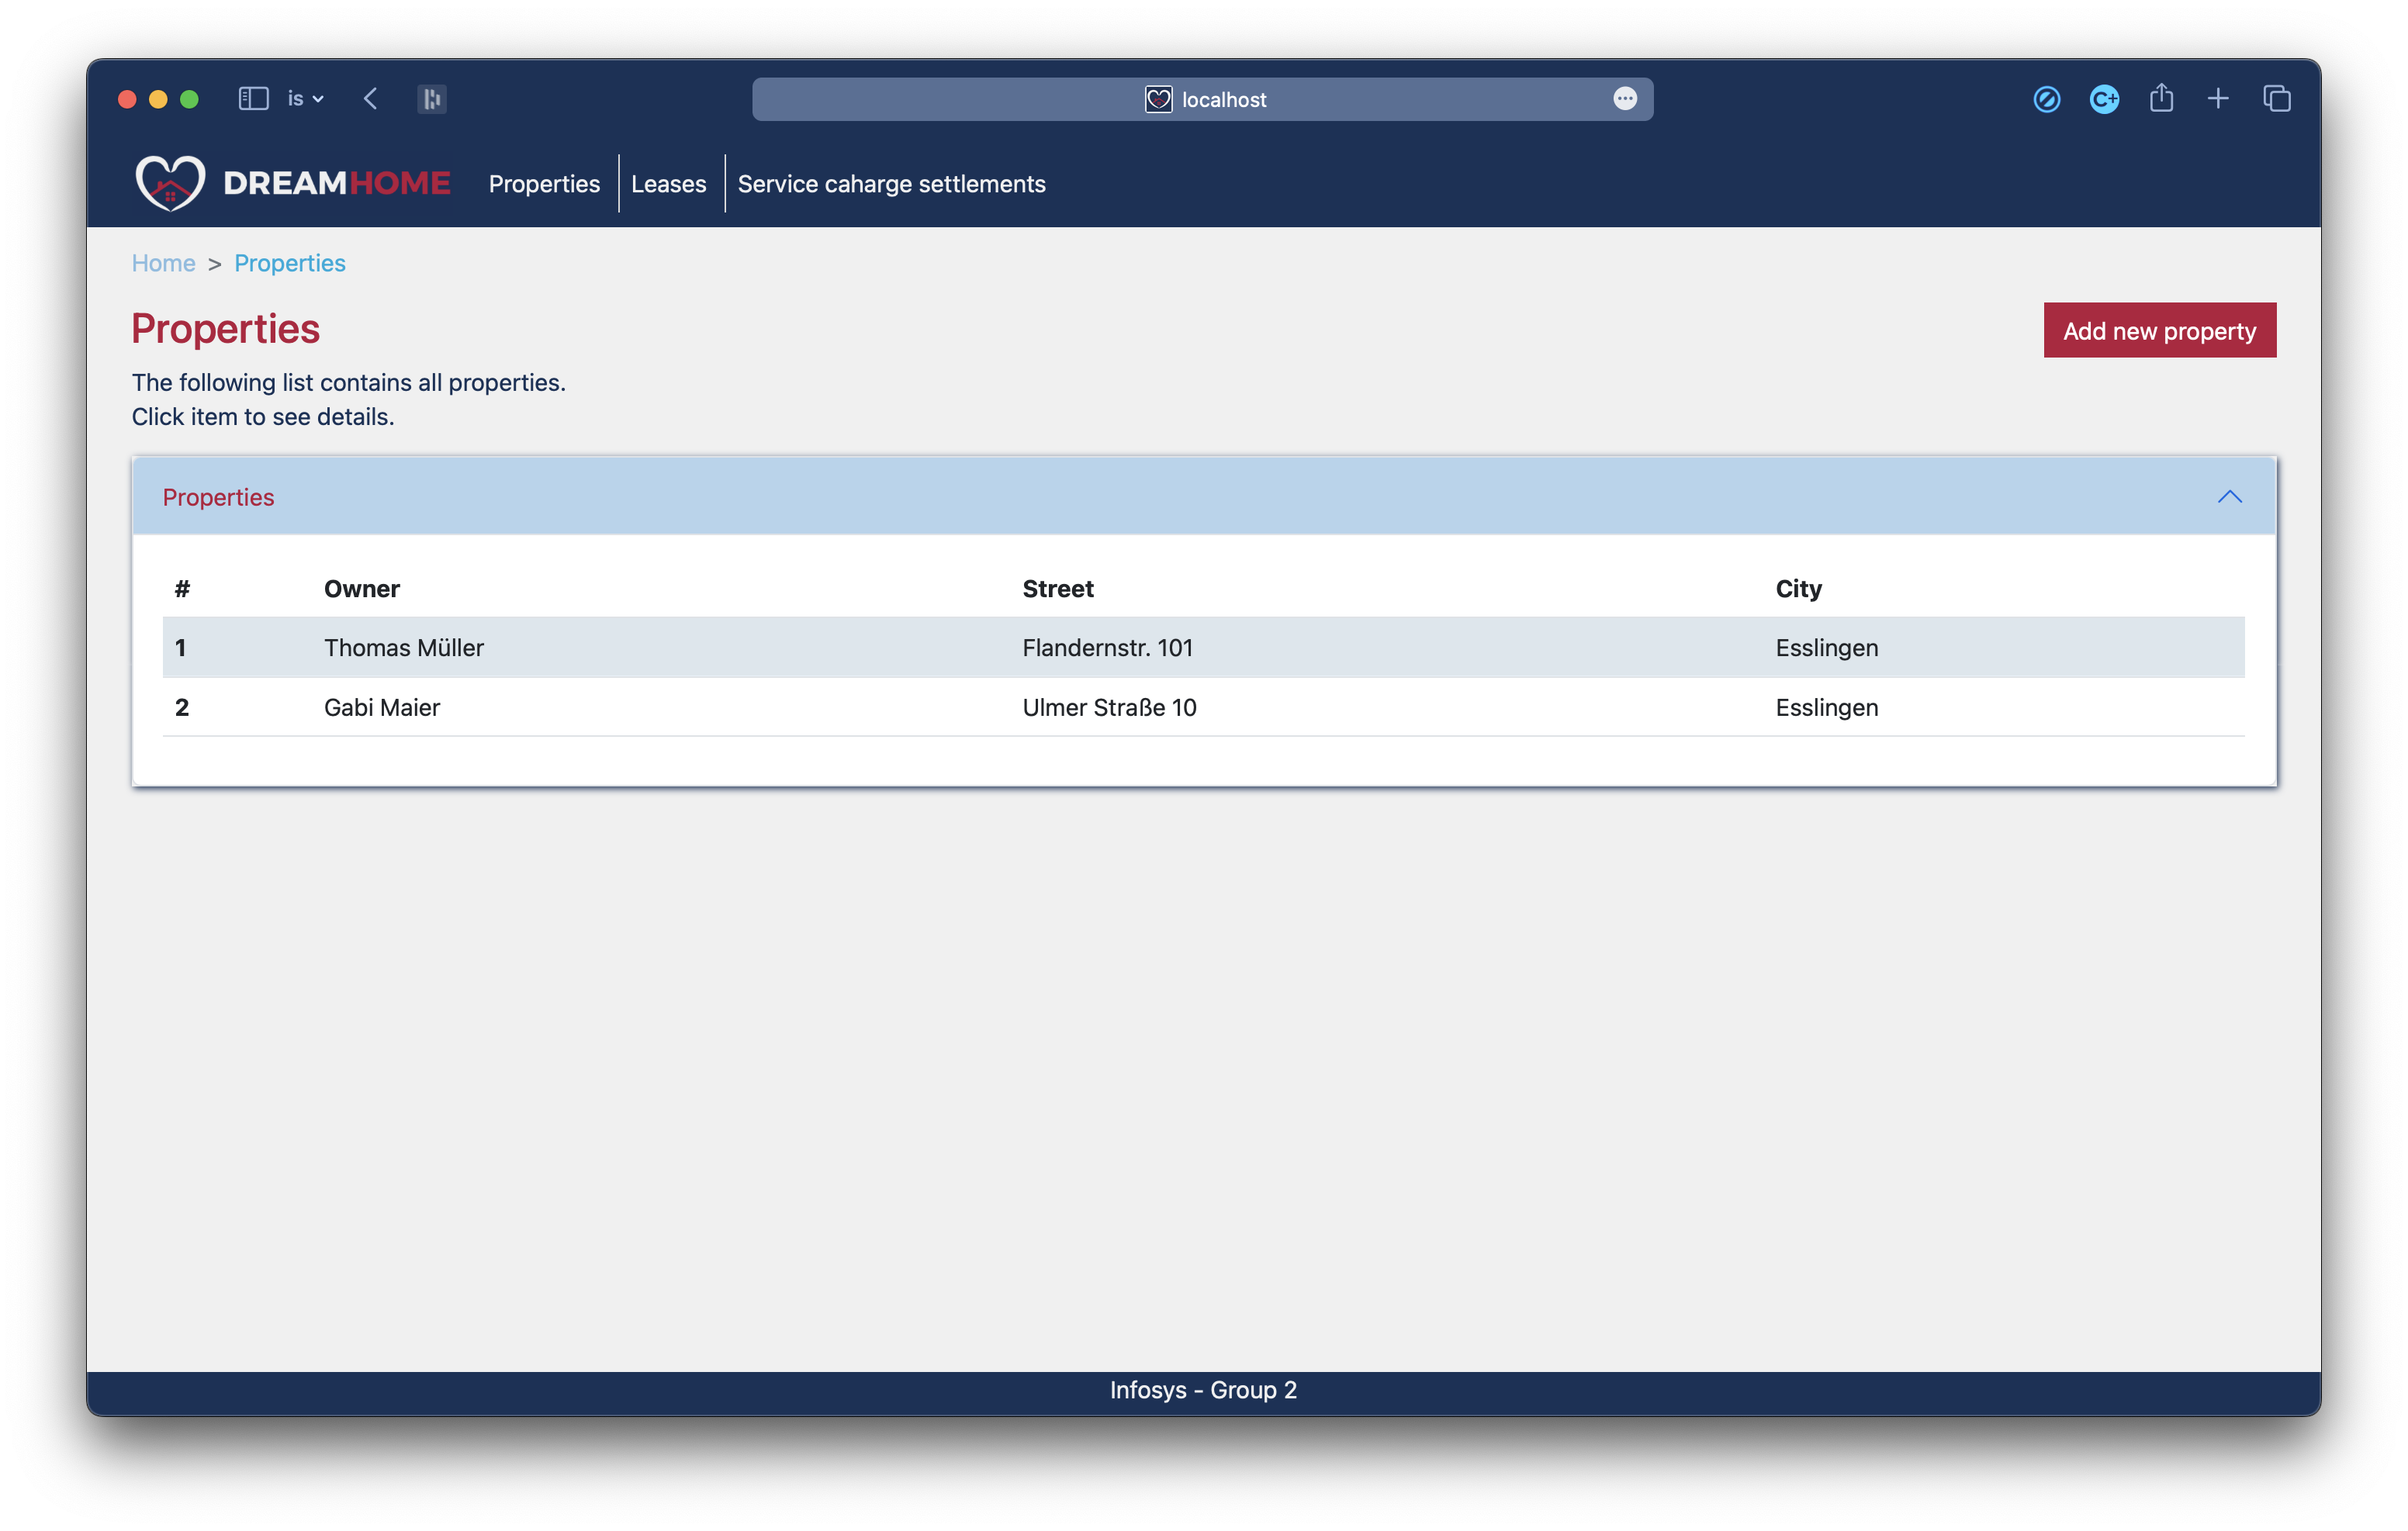 is
localhost
C+
DREAMHOME
Properties
Leases
Service caharge settlements
Home > Properties
Properties
Add new property
The following list contains all properties.
Click item to see details.
Properties
# Owner Street City
1 Thomas Müller Flandernstr. 101 Esslingen
2 Gabi Maier Ulmer Straße 10 Esslingen
Infosys - Group 2